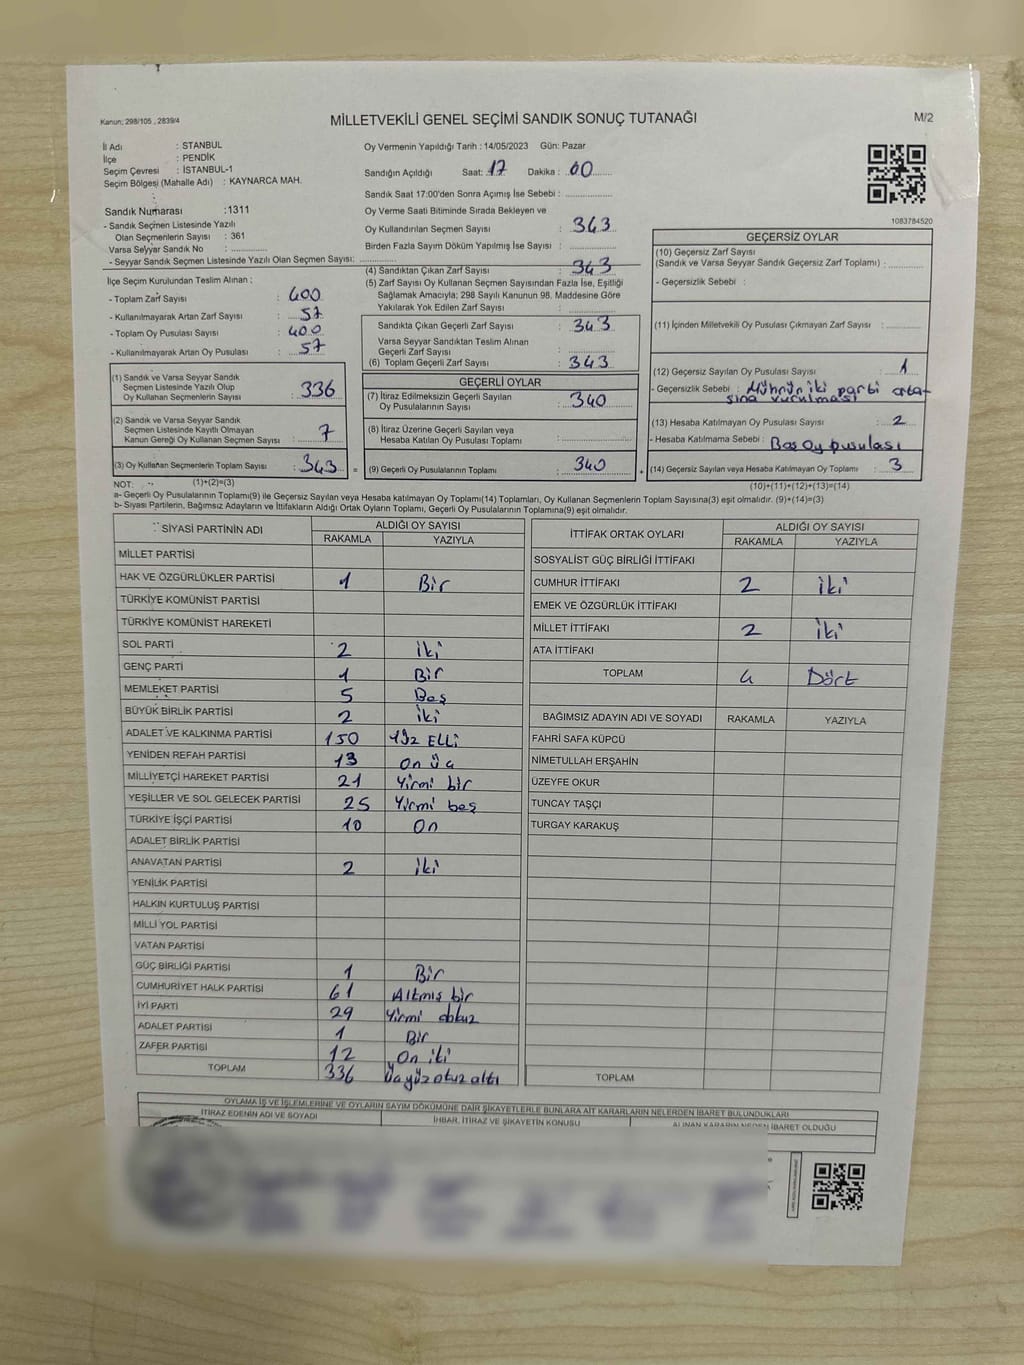 Kanun; 298/105 , 2839/4
MİLLETVEKİLİ GENEL SEÇİMİ SANDIK SONUÇ TUTANAĞI
M/2
İl Adı : STANBUL
İlçe : PENDİK
Seçim Çevresi : İSTANBUL-1
Seçim Bölgesi (Mahalle Adı) : KAYNARCA MAH.
Sandık Numarası :1311
- Sandık Seçmen Listesinde Yazılı
Olan Seçmenlerin Sayısı : 361
Varsa Seyyar Sandık No :
- Seyyar Sandık Seçmen Listesinde Yazılı Olan Seçmen Sayısı:
Oy Vermenin Yapıldığı Tarih : 14/05/2023 Gün: Pazar
Sandığın Açıldığı Saat: 17 Dakika : 00
Sandık Saat 17:00'den Sonra Açımış İse Sebebi :
Oy Verme Saati Bitiminde Sırada Bekleyen ve
Oy Kullandırılan Seçmen Sayısı : 343
Birden Fazla Sayım Döküm Yapılmış İse Sayısı :
1083784520
İlçe Seçim Kurulundan Teslim Alınan :
- Toplam Zarf Sayısı : 400
- Kullanılmayarak Artan Zarf Sayısı : 57
- Toplam Oy Pusulası Sayısı : 400
- Kullanılmayarak Artan Oy Pusulası : 57
(4) Sandıktan Çıkan Zarf Sayısı : 343
(5) Zarf Sayısı Oy Kullanan Seçmen Sayısından Fazla İse, Eşitliği
Sağlamak Amacıyla; 298 Sayılı Kanunun 98. Maddesine Göre
Yakılarak Yok Edilen Zarf Sayısı :
Sandıkta Çıkan Geçerli Zarf Sayısı : 343
Varsa Seyyar Sandıktan Teslim Alınan
Geçerli Zarf Sayısı :
(6) Toplam Geçerli Zarf Sayısı : 343
GEÇERSİZ OYLAR
(10) Geçersiz Zarf Sayısı
(Sandık ve Varsa Seyyar Sandık Geçersiz Zarf Toplamı) :
- Geçersizlik Sebebi :
(11) İçinden Milletvekili Oy Pusulası Çıkmayan Zarf Sayısı :
(12) Geçersiz Sayılan Oy Pusulası Sayısı : 1
- Geçersizlik Sebebi : Mührün iki parti orta-
sına vurulması
(13) Hesaba Katılmayan Oy Pusulası Sayısı : 2
- Hesaba Katılmama Sebebi : Boş Oy pusulası
(14) Geçersiz Sayılan veya Hesaba Katılmayan Oy Toplamı : 3
(10)+(11)+(12)+(13)=(14)
(1) Sandık ve Varsa Seyyar Sandık
Seçmen Listesinde Yazılı Olup
Oy Kullanan Seçmenlerin Sayısı : 336
(2) Sandık ve Varsa Seyyar Sandık
Seçmen Listesinde Kayıtlı Olmayan
Kanun Gereği Oy Kullanan Seçmen Sayısı : 7
(3) Oy Kullanan Seçmenlerin Toplam Sayısı : 343 =
(1)+(2)=(3)
GEÇERLİ OYLAR
(7) İtiraz Edilmeksizin Geçerli Sayılan
Oy Pusulalarının Sayısı : 340
(8) İtiraz Üzerine Geçerli Sayılan veya
Hesaba Katılan Oy Pusulası Toplamı :
(9) Geçerli Oy Pusulalarının Toplamı : 340 +
NOT:
a- Geçerli Oy Pusulalarının Toplamı(9) ile Geçersiz Sayılan veya Hesaba katılmayan Oy Toplamı(14) Toplamları, Oy Kullanan Seçmenlerin Toplam Sayısına(3) eşit olmalıdır. (9)+(14)=(3)
b- Siyasi Partilerin, Bağımsız Adayların ve İttifakların Aldığı Ortak Oyların Toplamı, Geçerli Oy Pusulalarının Toplamına(9) eşit olmalıdır.
SİYASİ PARTİNİN ADI ALDIĞI OY SAYISI
RAKAMLA YAZIYLA
MİLLET PARTİSİ
HAK VE ÖZGÜRLÜKLER PARTİSİ 1 Bir
TÜRKİYE KOMÜNİST PARTİSİ
TÜRKİYE KOMÜNİST HAREKETİ
SOL PARTİ 2 iki
GENÇ PARTİ 1 Bir
MEMLEKET PARTİSİ 5 Beş
BÜYÜK BİRLİK PARTİSİ 2 iki
ADALET VE KALKINMA PARTİSİ 150 Yüz ELLi
YENİDEN REFAH PARTİSİ 13 On üç
MİLLİYETÇİ HAREKET PARTİSİ 21 Yirmi bir
YEŞİLLER VE SOL GELECEK PARTİSİ 25 Yirmi beş
TÜRKİYE İŞÇİ PARTİSİ 10 On
ADALET BİRLİK PARTİSİ
ANAVATAN PARTİSİ 2 iki
YENİLİK PARTİSİ
HALKIN KURTULUŞ PARTİSİ
MİLLİ YOL PARTİSİ
VATAN PARTİSİ
GÜÇ BİRLİĞİ PARTİSİ 1 Bir
CUMHURİYET HALK PARTİSİ 61 Altmış bir
İYİ PARTİ 29 Yirmi dokuz
ADALET PARTİSİ 1 Bir
ZAFER PARTİSİ 12 On iki
TOPLAM 336 Üçyüzotuz altı
İTTİFAK ORTAK OYLARI ALDIĞI OY SAYISI
RAKAMLA YAZIYLA
SOSYALİST GÜÇ BİRLİĞİ İTTİFAKI
CUMHUR İTTİFAKI 2 iki
EMEK VE ÖZGÜRLÜK İTTİFAKI
MİLLET İTTİFAKI 2 iki
ATA İTTİFAKI
TOPLAM 4 Dört
BAĞIMSIZ ADAYIN ADI VE SOYADI RAKAMLA YAZIYLA
FAHRİ SAFA KÜPCÜ
NİMETULLAH ERŞAHİN
ÜZEYFE OKUR
TUNCAY TAŞÇI
TURGAY KARAKUŞ
TOPLAM
OYLAMA İŞ VE İŞLEMLERİNE VE OYLARIN SAYIM DÖKÜMÜNE DAİR ŞİKAYETLERLE BUNLARA AİT KARARLARIN NELERDEN İBARET BULUNDUKLARI
İTİRAZ EDENİN ADI VE SOYADI İHBAR, İTİRAZ VE ŞİKAYETİN KONUSU ALINAN KARARIN NEDEN İBARET OLDUĞU